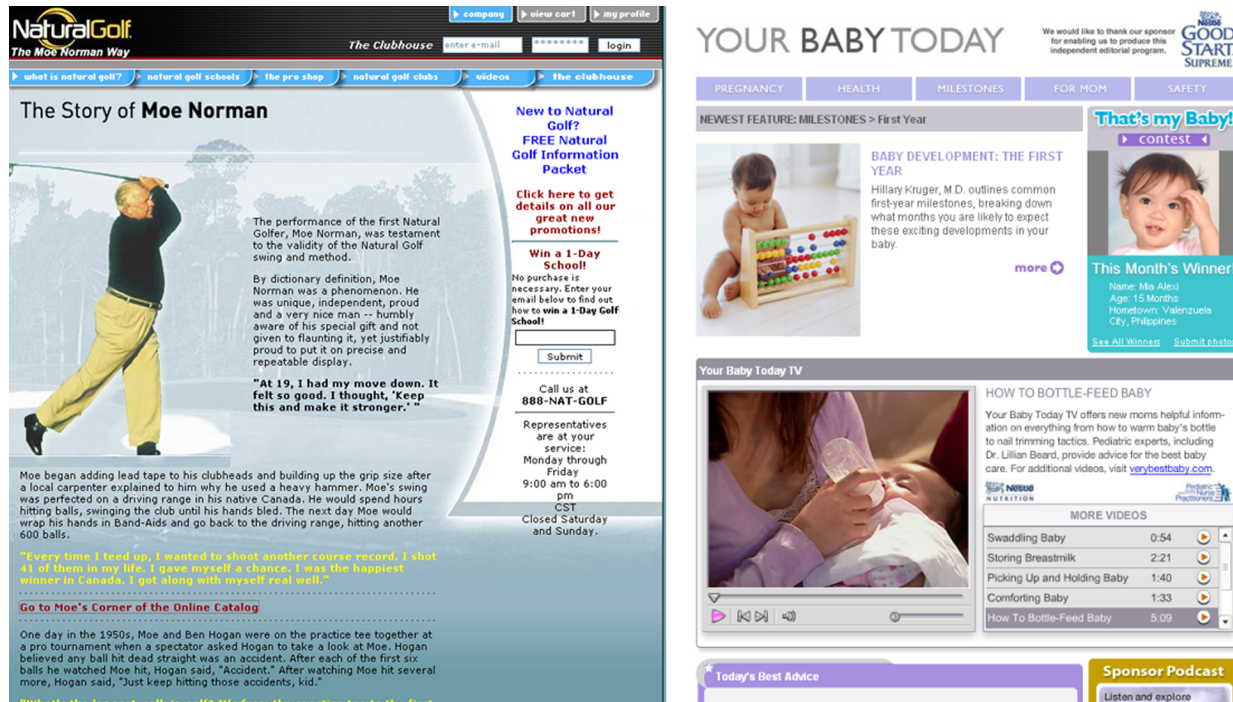 NaturalGolf.
The Moe Norman Way
company
view cart
my profile
The Clubhouse
enter e-mail
********
login
what is natural golf?
natural golf schools
the pro shop
natural golf clubs
videos
the clubhouse
The Story of Moe Norman
The performance of the first Natural
Golfer, Moe Norman, was testament
to the validity of the Natural Golf
swing and method.
By dictionary definition, Moe
Norman was a phenomenon. He
was unique, independent, proud
and a very nice man -- humbly
aware of his special gift and not
given to flaunting it, yet justifiably
proud to put it on precise and
repeatable display.
"At 19, I had my move down. It
felt so good. I thought, 'Keep
this and make it stronger.' "
Moe began adding lead tape to his clubheads and building up the grip size after
a local carpenter explained to him why he used a heavy hammer. Moe's swing
was perfected on a driving range in his native Canada. He would spend hours
hitting balls, swinging the club until his hands bled. The next day Moe would
wrap his hands in Band-Aids and go back to the driving range, hitting another
600 balls.
"Every time I teed up, I wanted to shoot another course record. I shot
41 of them in my life. I gave myself a chance. I was the happiest
winner in Canada. I got along with myself real well."
Go to Moe's Corner of the Online Catalog
One day in the 1950s, Moe and Ben Hogan were on the practice tee together at
a pro tournament when a spectator asked Hogan to take a look at Moe. Hogan
believed any ball hit dead straight was an accident. After each of the first six
balls he watched Moe hit, Hogan said, "Accident." After watching Moe hit several
more, Hogan said, "Just keep hitting those accidents, kid."
New to Natural
Golf?
FREE Natural
Golf Information
Packet
Click here to get
details on all our
great new
promotions!
Win a 1-Day
School!
No purchase is
necessary. Enter your
email below to find out
how to win a 1-Day Golf
School!
Submit
Call us at
888-NAT-GOLF
Representatives
are at your
service:
Monday through
Friday
9:00 am to 6:00
pm
CST
Closed Saturday
and Sunday.
YOUR BABY TODAY
We would like to thank our sponsor
for enabling us to produce this
independent editorial program.
Nestlé
GOOD
START
SUPREME
PREGNANCY
HEALTH
MILESTONES
FOR MOM
SAFETY
NEWEST FEATURE: MILESTONES > First Year
BABY DEVELOPMENT: THE FIRST
YEAR
Hillary Kruger, M.D. outlines common
first-year milestones, breaking down
what months you are likely to expect
these exciting developments in your
baby.
more
That's my Baby!
contest
This Month's Winner!
Name: Mia Alexi
Age: 15 Months
Hometown: Valenzuela
City, Philippines
See All Winners
Submit photo
Your Baby Today TV
HOW TO BOTTLE-FEED BABY
Your Baby Today TV offers new moms helpful inform-
ation on everything from how to warm baby's bottle
to nail trimming tactics. Pediatric experts, including
Dr. Lillian Beard, provide advice for the best baby
care. For additional videos, visit verybestbaby.com.
Nestlé
NUTRITION
Pediatric
Nurse
Practitioners
MORE VIDEOS
Swaddling Baby 0:54
Storing Breastmilk 2:21
Picking Up and Holding Baby 1:40
Comforting Baby 1:33
How To Bottle-Feed Baby 5:09
Today's Best Advice
Sponsor Podcast
Listen and explore